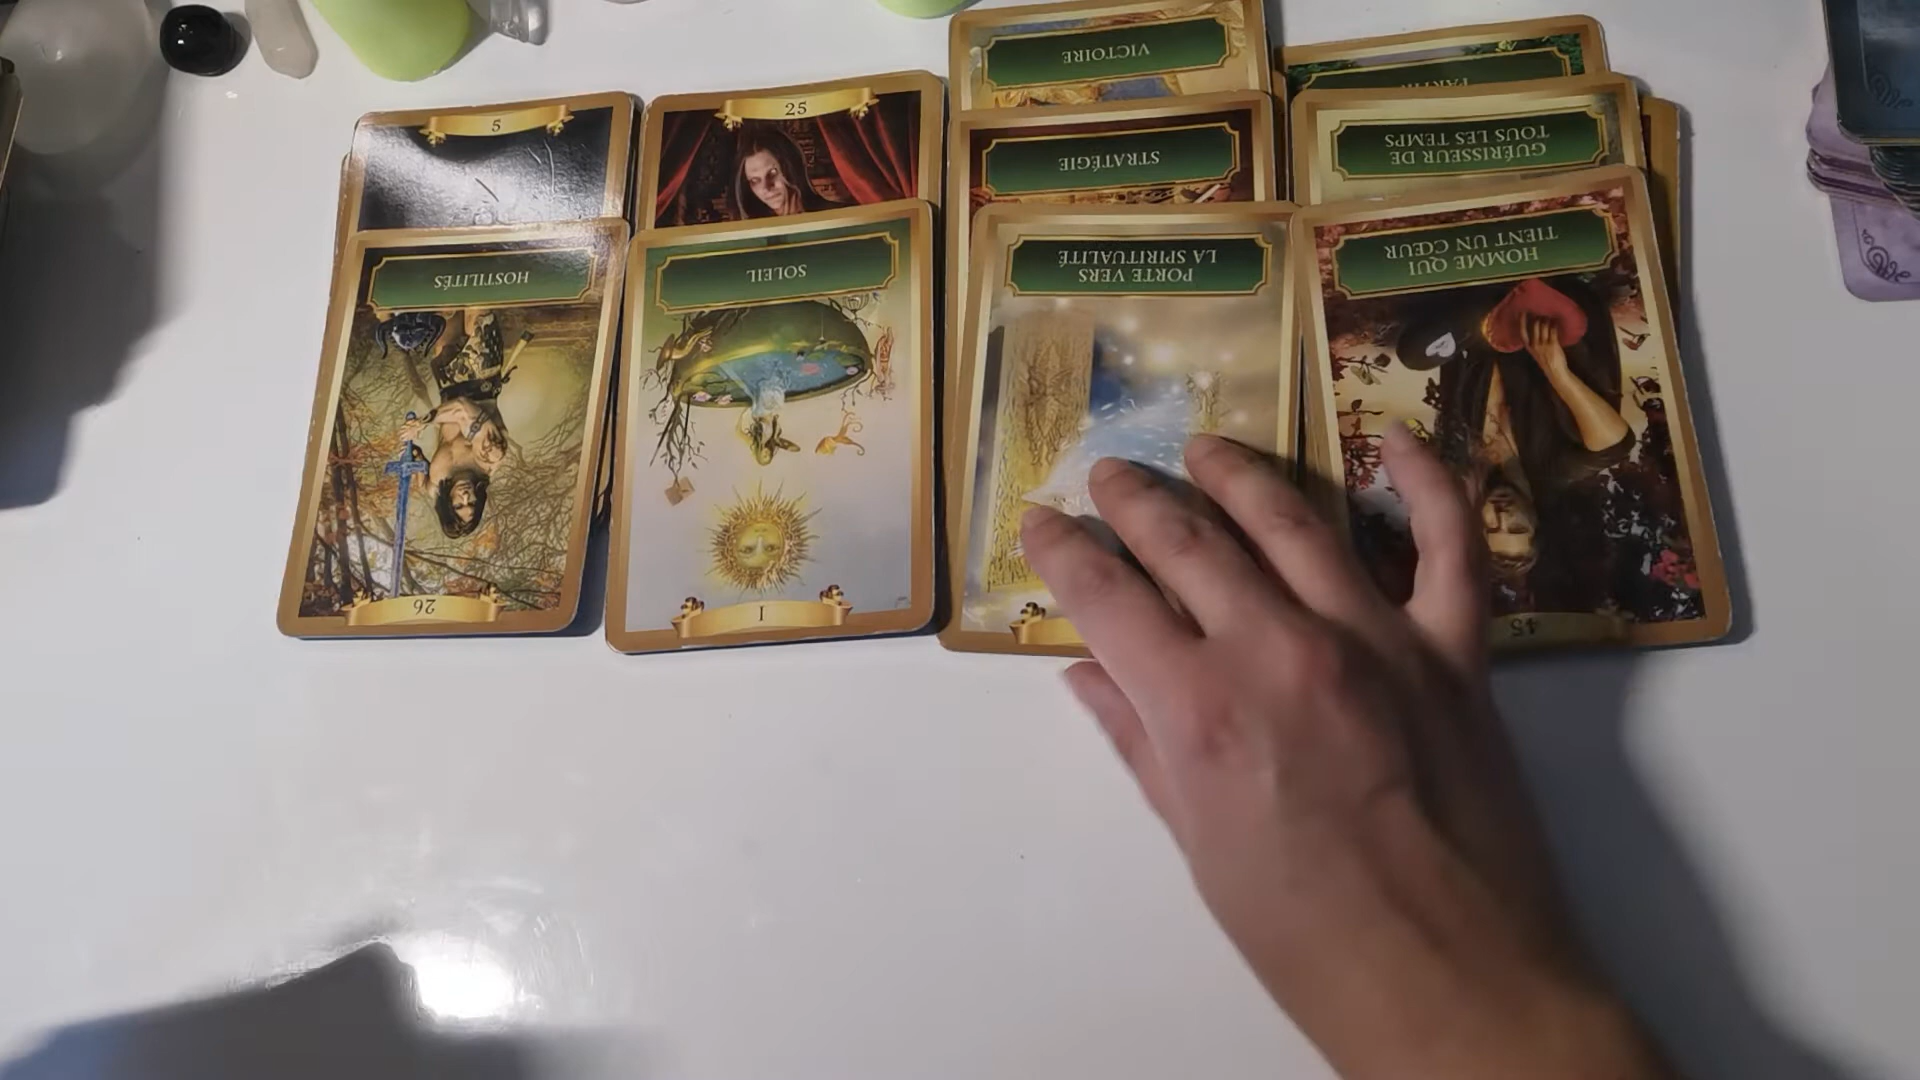 VICTOIRE
5
25
STRATÉGIE
GUÉRISSEUR DE
TOUS LES TEMPS
HOSTILITÉS
SOLEIL
PORTE VERS
LA SPIRITUALITÉ
HOMME QUI
TIENT UN CŒUR
26
1
45